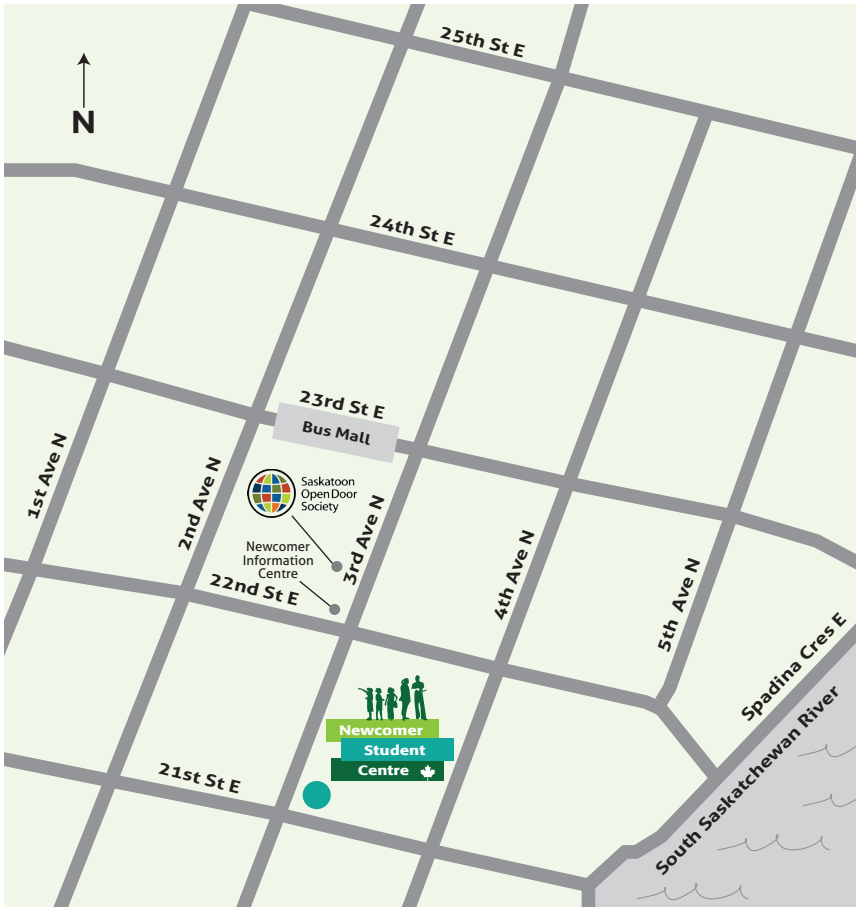 25th St E
N
24th St E
23rd St E
Bus Mall
1st Ave N
2nd Ave N
Saskatoon
Open Door
Society
3rd Ave N
Newcomer
Information
Centre
22nd St E
4th Ave N
5th Ave N
Spadina Cres E
South Saskatchewan River
Newcomer
Student
Centre
21st St E